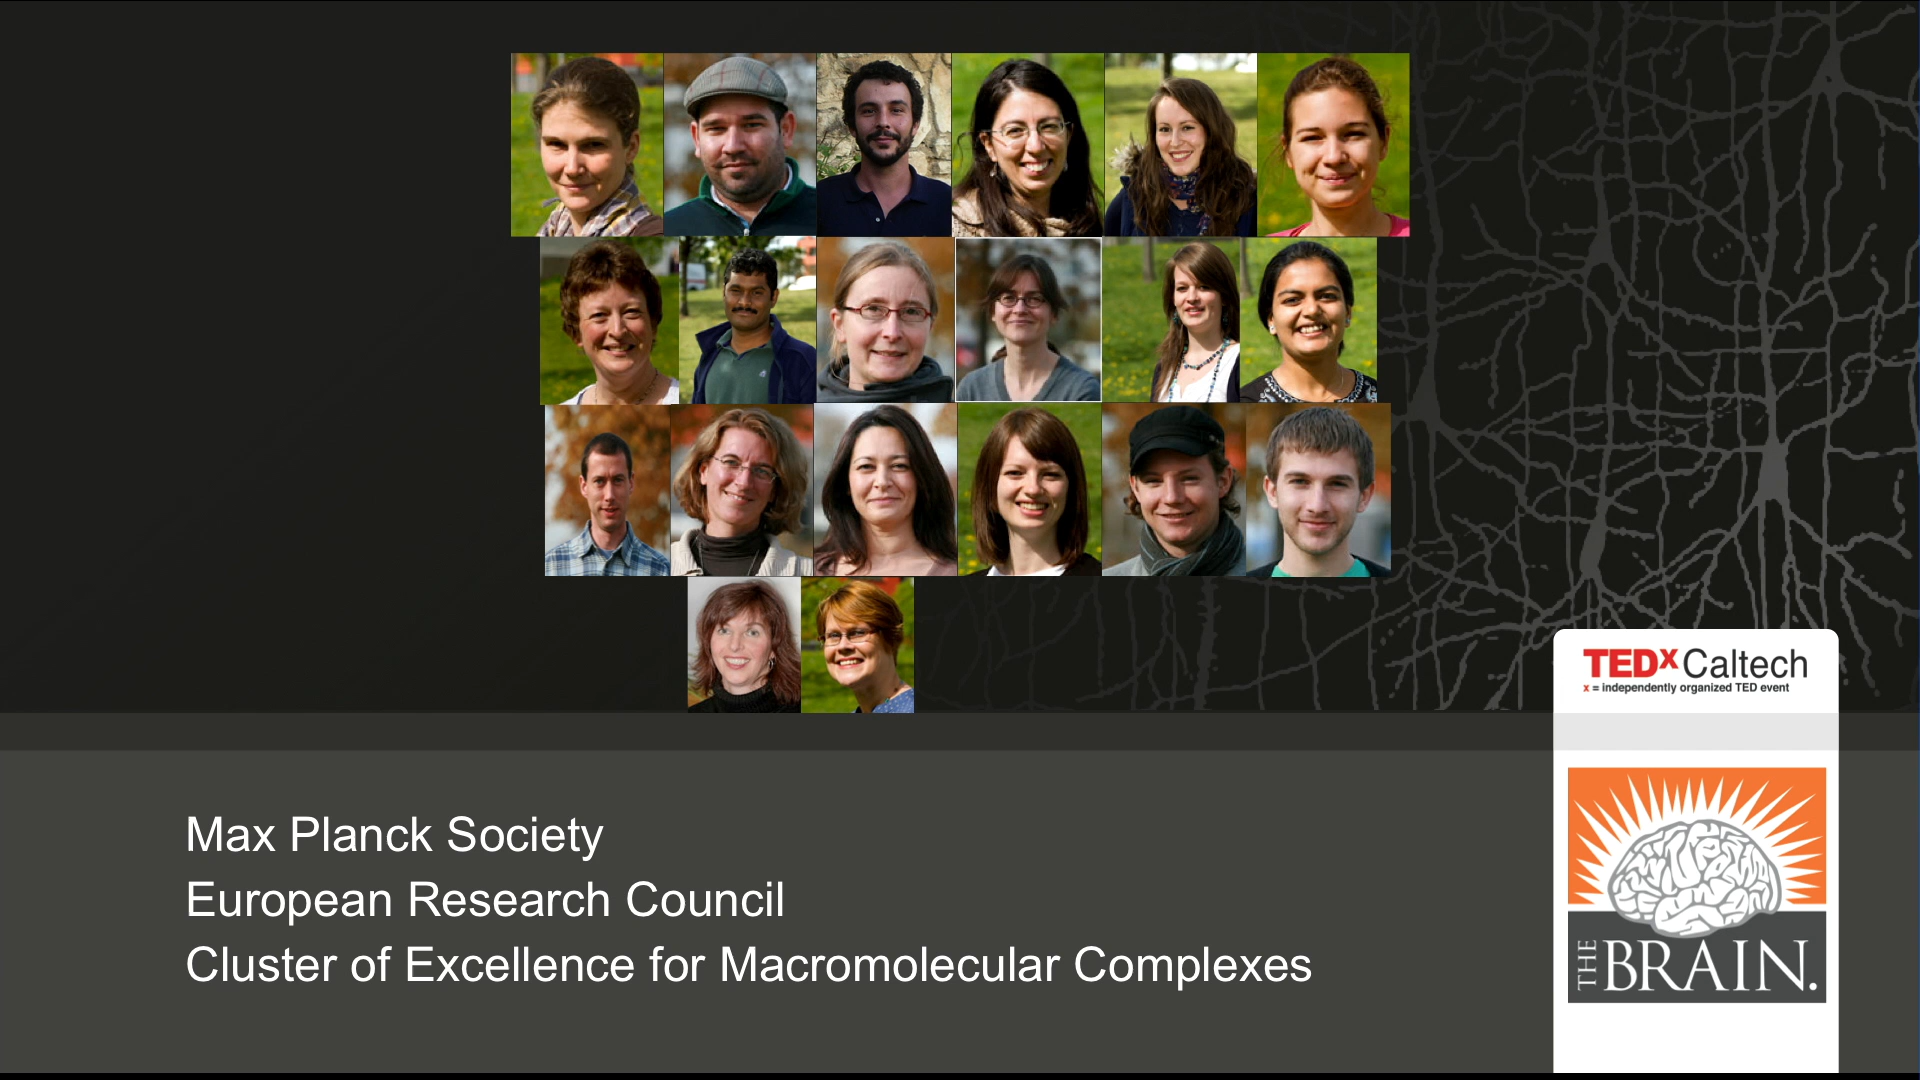 TEDxCaltech
x = independently organized TED event
Max Planck Society
European Research Council
Cluster of Excellence for Macromolecular Complexes
THE BRAIN.